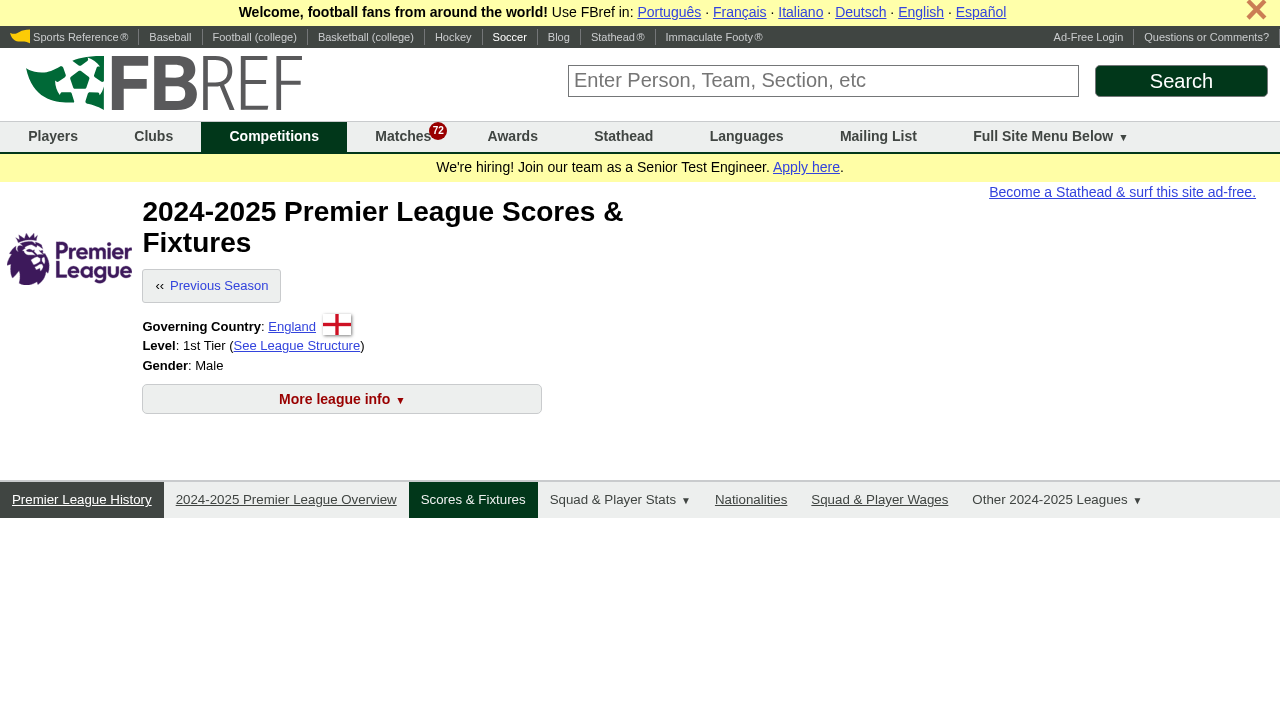 Welcome, football fans from around the world! Use FBref in: Português · Français · Italiano · Deutsch · English · Español
Sports Reference ® Baseball Football (college) Basketball (college) Hockey Soccer Blog Stathead ® Immaculate Footy ® Ad-Free Login Questions or Comments?
FBREF
Enter Person, Team, Section, etc Search
Players Clubs Competitions Matches 72 Awards Stathead Languages Mailing List Full Site Menu Below ▼
We're hiring! Join our team as a Senior Test Engineer. Apply here.
Become a Stathead & surf this site ad-free.
2024-2025 Premier League Scores &
Fixtures
Premier
League
‹‹ Previous Season
Governing Country: England
Level: 1st Tier (See League Structure)
Gender: Male
More league info ▼
Premier League History 2024-2025 Premier League Overview Scores & Fixtures Squad & Player Stats ▼ Nationalities Squad & Player Wages Other 2024-2025 Leagues ▼